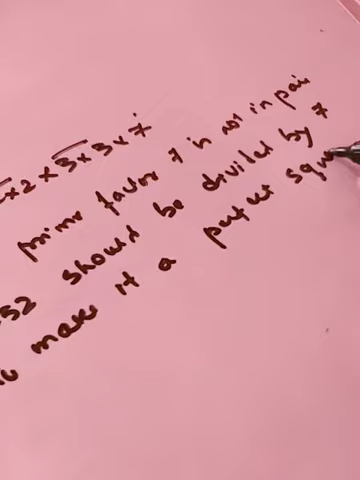 ×2 × 3 × 3 × 7
prime factor 7 is not in pair
52 should be divided by 7
to make it a perfect squ